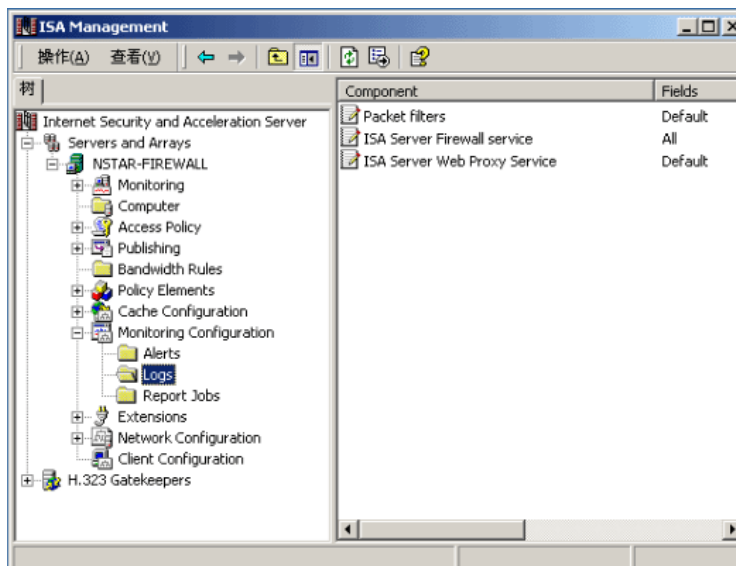 ISA Management
操作(A) 查看(V)
树
Component Fields
Internet Security and Acceleration Server
Servers and Arrays
NSTAR-FIREWALL
Monitoring
Computer
Access Policy
Publishing
Bandwidth Rules
Policy Elements
Cache Configuration
Monitoring Configuration
Alerts
Logs
Report Jobs
Extensions
Network Configuration
Client Configuration
H.323 Gatekeepers
Packet filters Default
ISA Server Firewall service All
ISA Server Web Proxy Service Default